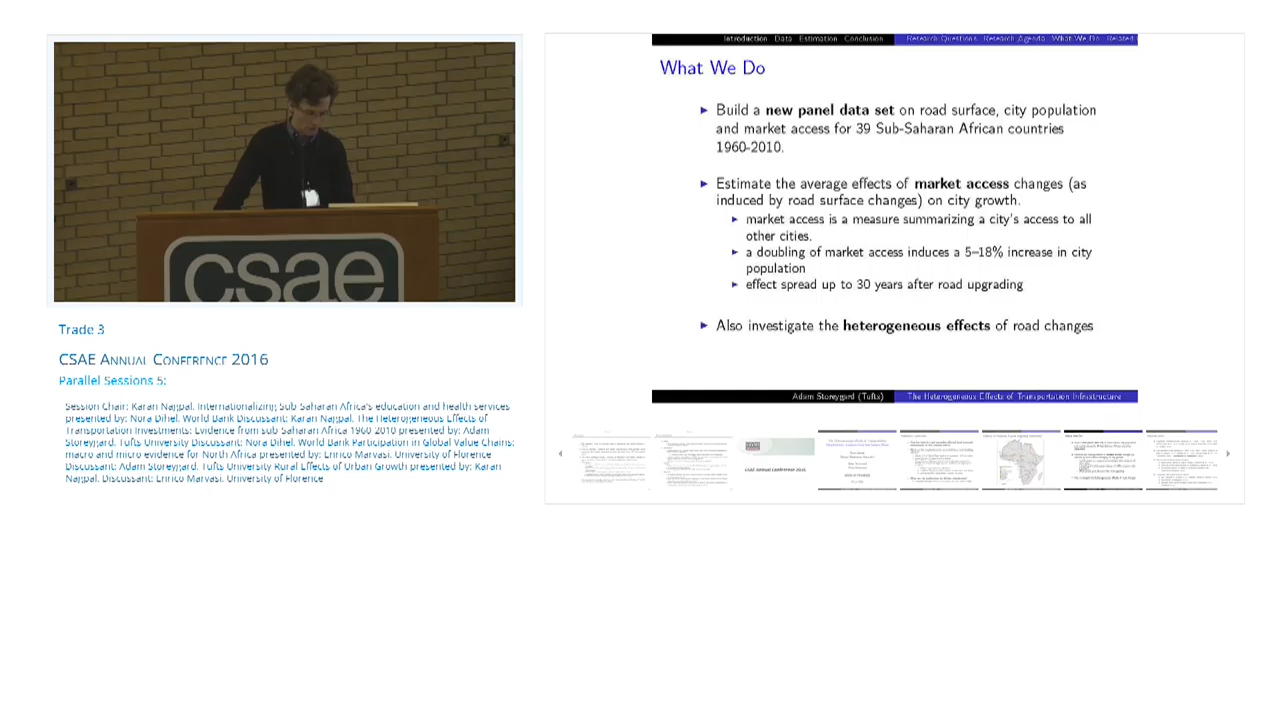 csae
Trade 3
CSAE Annual Conference 2016
Parallel Sessions 5:
Session Chair: Karan Nagpal. Internationalizing Sub Saharan Africa's education and health services
presented by: Nora Dihel. World Bank Discussant: Karan Nagpal. The Heterogeneous Effects of
Transportation Investments: Evidence from sub Saharan Africa 1960 2010 presented by: Adam
Storeygard. Tufts University Discussant: Nora Dihel. World Bank Participation in Global Value Chains:
macro and micro evidence for North Africa presented by: Enrico Marvasi. University of Florence
Discussant: Adam Storeygard. Tufts University Rural Effects of Urban Growth presented by: Karan
Nagpal. Discussant: Enrico Marvasi. University of Florence
Introduction Data Estimation Conclusion Research Questions Research Agenda What We Do Related
What We Do
Build a new panel data set on road surface, city population
and market access for 39 Sub-Saharan African countries
1960-2010.
Estimate the average effects of market access changes (as
induced by road surface changes) on city growth.
market access is a measure summarizing a city's access to all
other cities.
a doubling of market access induces a 5–18% increase in city
population
effect spread up to 30 years after road upgrading
Also investigate the heterogeneous effects of road changes
Adam Storeygard (Tufts) The Heterogeneous Effects of Transportation Infrastructure
CSAE Annual Conference 2016